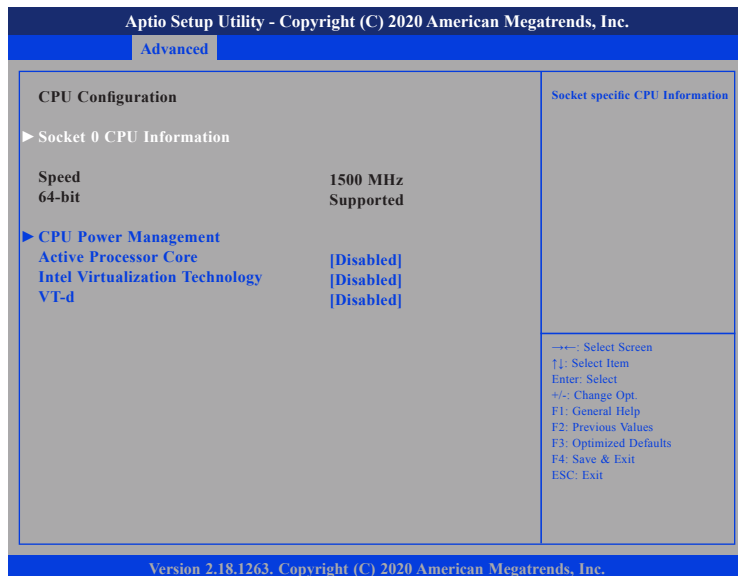 Aptio Setup Utility - Copyright (C) 2020 American Megatrends, Inc.
Advanced
CPU Configuration
Socket specific CPU Information
► Socket 0 CPU Information
Speed 1500 MHz
64-bit Supported
► CPU Power Management
Active Processor Core [Disabled]
Intel Virtualization Technology [Disabled]
VT-d [Disabled]
→←: Select Screen
↑↓: Select Item
Enter: Select
+/-: Change Opt.
F1: General Help
F2: Previous Values
F3: Optimized Defaults
F4: Save & Exit
ESC: Exit
Version 2.18.1263. Copyright (C) 2020 American Megatrends, Inc.